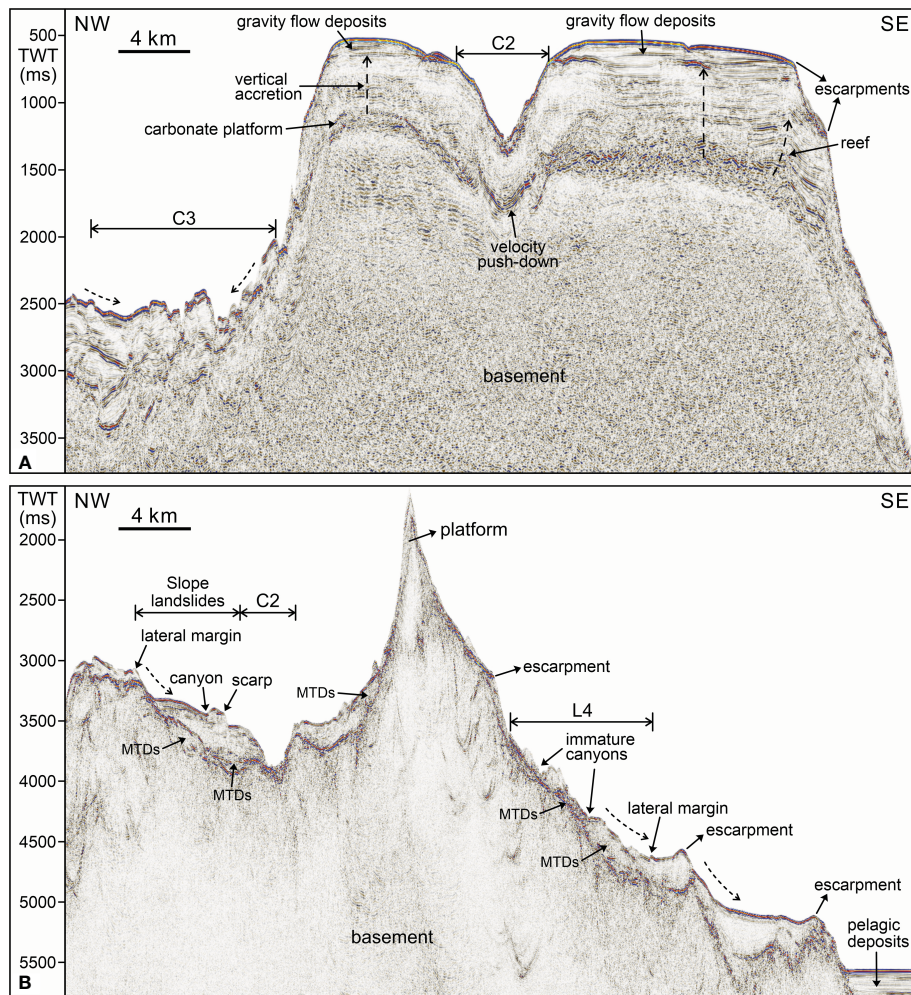 500
TWT
(ms)
1000
1500
2000
2500
3000
3500
A
NW
SE
4 km
gravity flow deposits
C2
gravity flow deposits
vertical
accretion
escarpments
carbonate platform
reef
C3
velocity
push-down
basement
TWT
(ms)
2000
2500
3000
3500
4000
4500
5000
5500
B
NW
SE
4 km
platform
Slope
landslides
C2
lateral margin
canyon
scarp
MTDs
escarpment
L4
MTDs
immature
canyons
MTDs
MTDs
lateral margin
escarpment
MTDs
escarpment
pelagic
deposits
basement